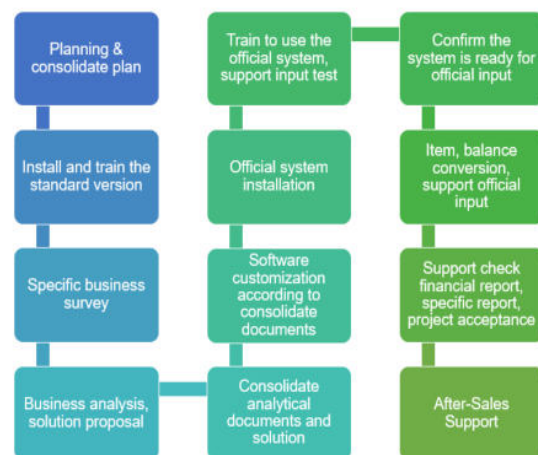 Planning &
consolidate plan
Install and train the
standard version
Specific business
survey
Business analysis,
solution proposal
Consolidate
analytical
documents and
solution
Software
customization
according to
consolidate
documents
Official system
installation
Train to use the
official system,
support input test
Confirm the
system is ready for
official input
Item, balance
conversion,
support official
input
Support check
financial report,
specific report,
project acceptance
After-Sales
Support